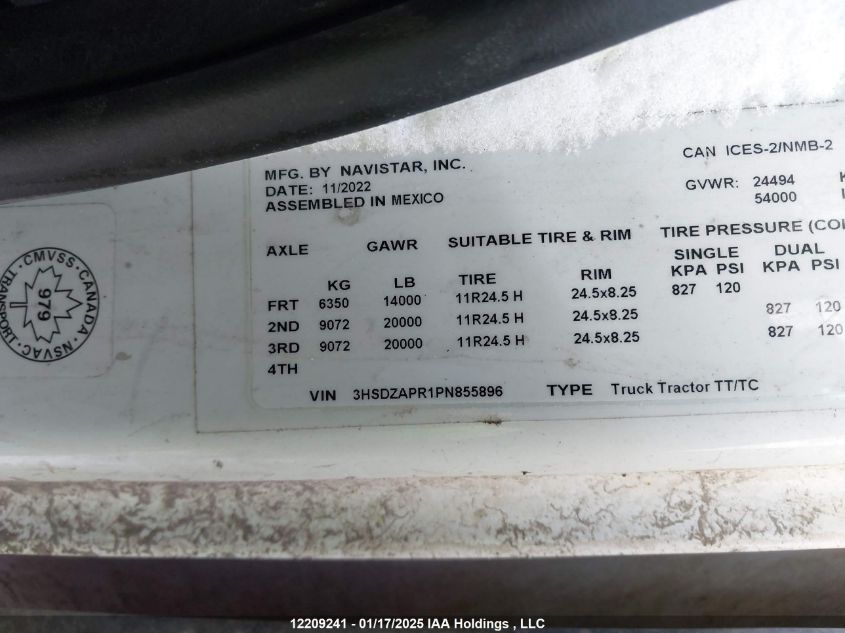 MFG. BY NAVISTAR, INC.
DATE: 11/2022
ASSEMBLED IN MEXICO
CAN ICES-2/NMB-2
GVWR: 24494
54000
AXLE GAWR SUITABLE TIRE & RIM TIRE PRESSURE
SINGLE DUAL
KG LB TIRE RIM KPA PSI KPA PSI
FRT 6350 14000 11R24.5 H 24.5x8.25 827 120
2ND 9072 20000 11R24.5 H 24.5x8.25 827 120
3RD 9072 20000 11R24.5 H 24.5x8.25 827 120
4TH
VIN 3HSDZAPR1PN855896 TYPE Truck Tractor TT/TC
TRANSPORT · CMVSS · CANADA · NSVAC
979
12209241 - 01/17/2025 IAA Holdings , LLC